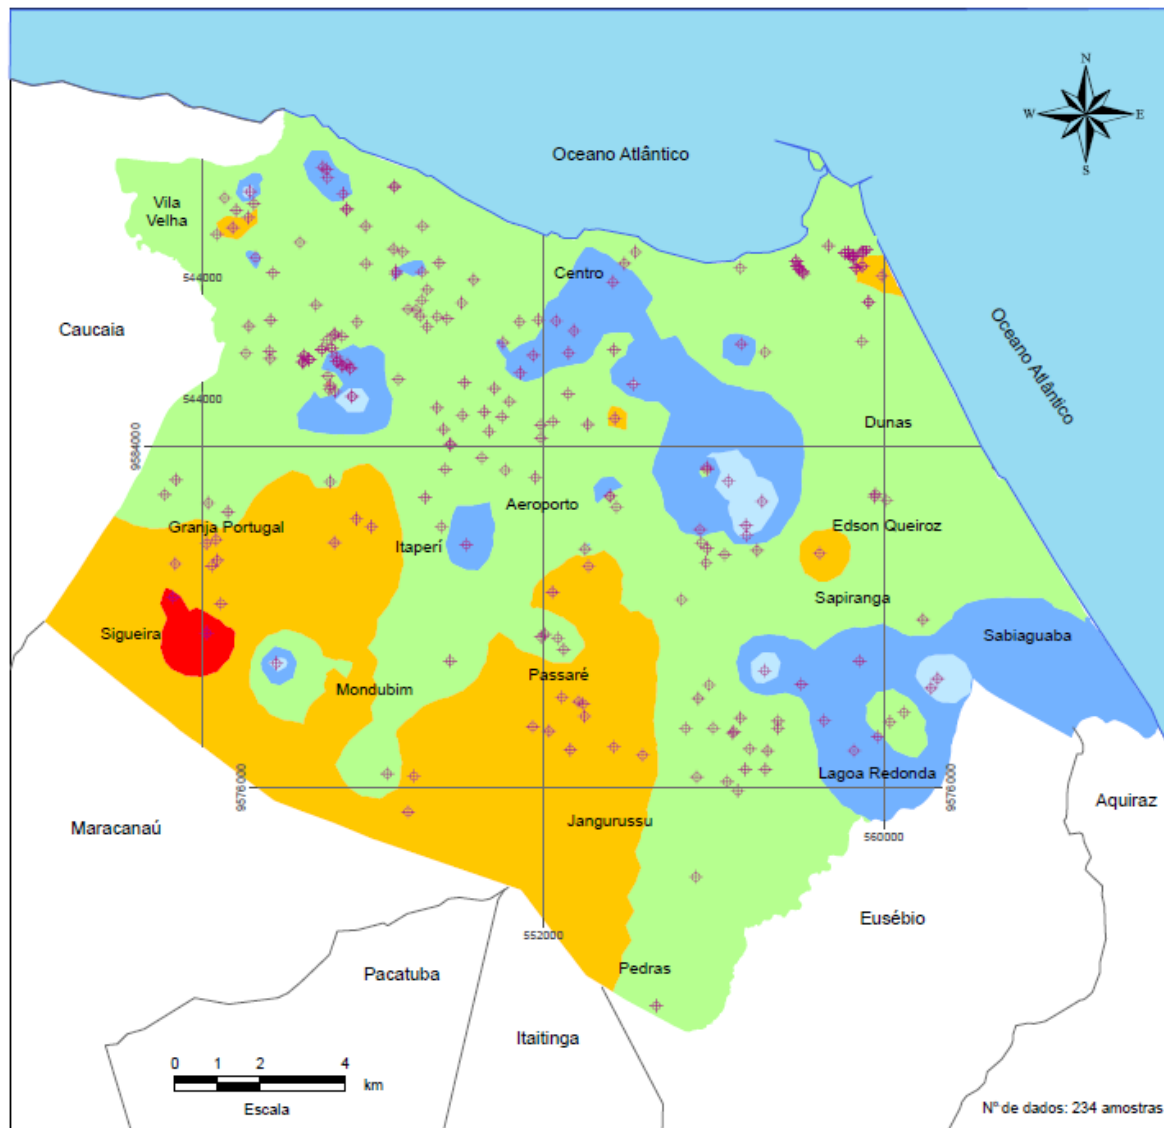 N
W
E
S
Oceano Atlântico
Vila
Velha
Centro
544000
Caucaia
Oceano Atlântico
544000
Dunas
9584000
Aeroporto
Granja Portugal
Edson Queiroz
Itaperí
Sapiranga
Sigueira
Sabiaguaba
Passaré
Mondubim
Lagoa Redonda
9576000
9576000
Aquiraz
Maracanaú
Jangurussu
560000
Eusébio
552000
Pedras
Pacatuba
Itaitinga
0 1 2 4
km
Escala
N° de dados: 234 amostras